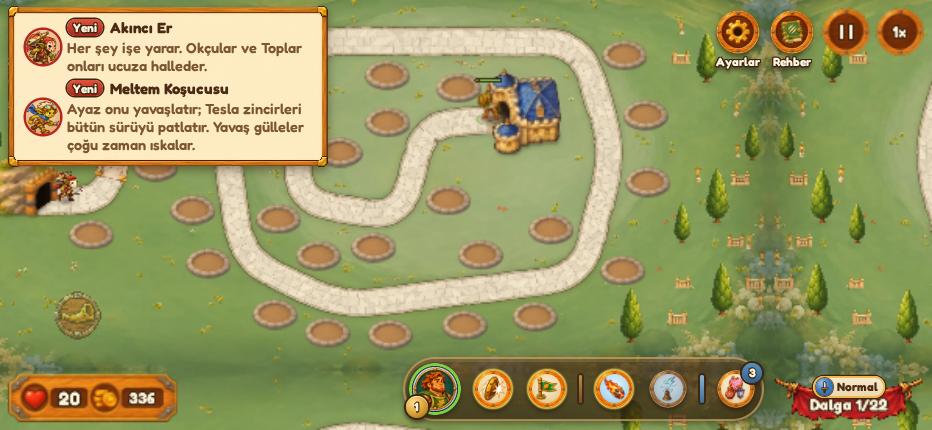 Yeni Akıncı Er
Her şey işe yarar. Okçular ve Toplar
onları ucuza halleder.
Yeni Meltem Koşucusu
Ayaz onu yavaşlatır; Tesla zincirleri
bütün sürüyü patlatır. Yavaş gülleler
çoğu zaman ıskalar.
1x
Ayarlar
Rehber
20
336
1
3
Normal
Dalga 1/22